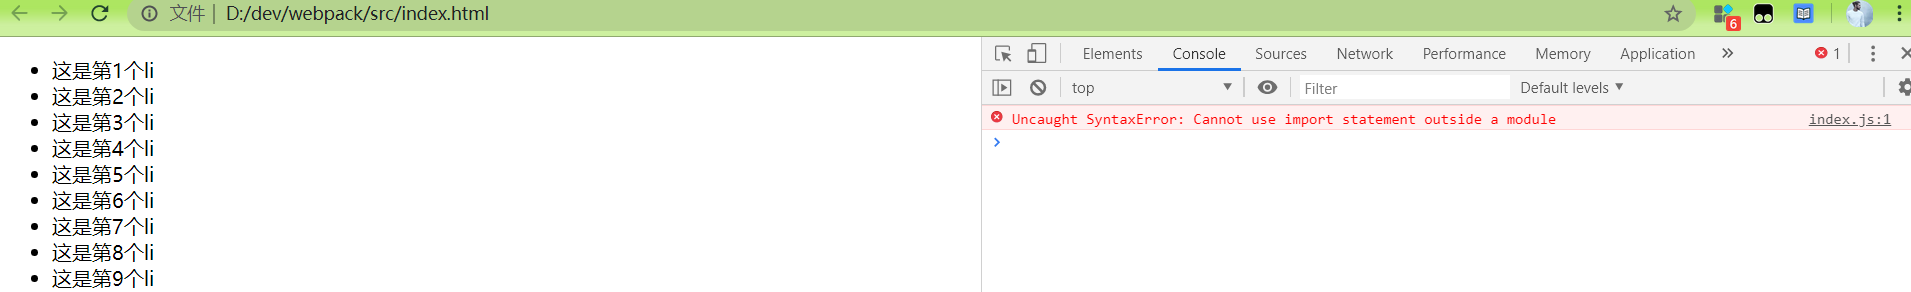 文件 | D:/dev/webpack/src/index.html
6
Elements Console Sources Network Performance Memory Application » 1
top Filter Default levels
Uncaught SyntaxError: Cannot use import statement outside a module index.js:1
这是第1个li
这是第2个li
这是第3个li
这是第4个li
这是第5个li
这是第6个li
这是第7个li
这是第8个li
这是第9个li